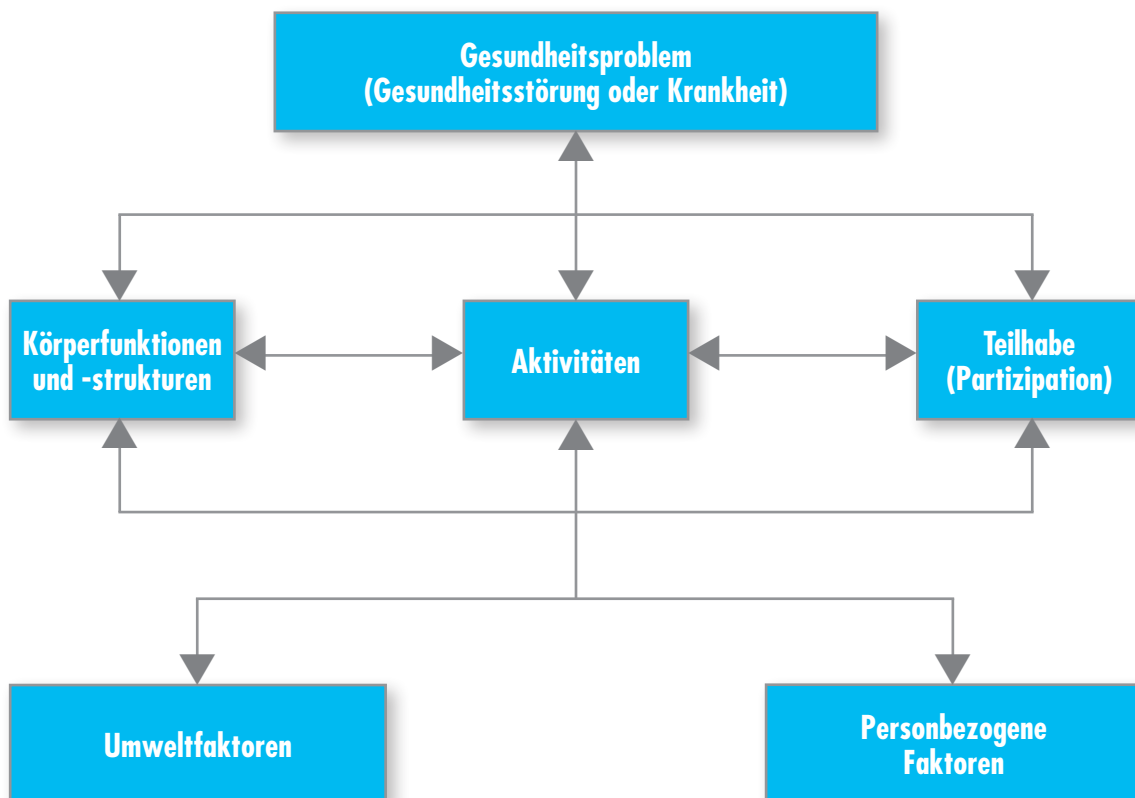 Gesundheitsproblem
(Gesundheitsstörung oder Krankheit)
Körperfunktionen
und -strukturen
Aktivitäten
Teilhabe
(Partizipation)
Umweltfaktoren
Personbezogene
Faktoren